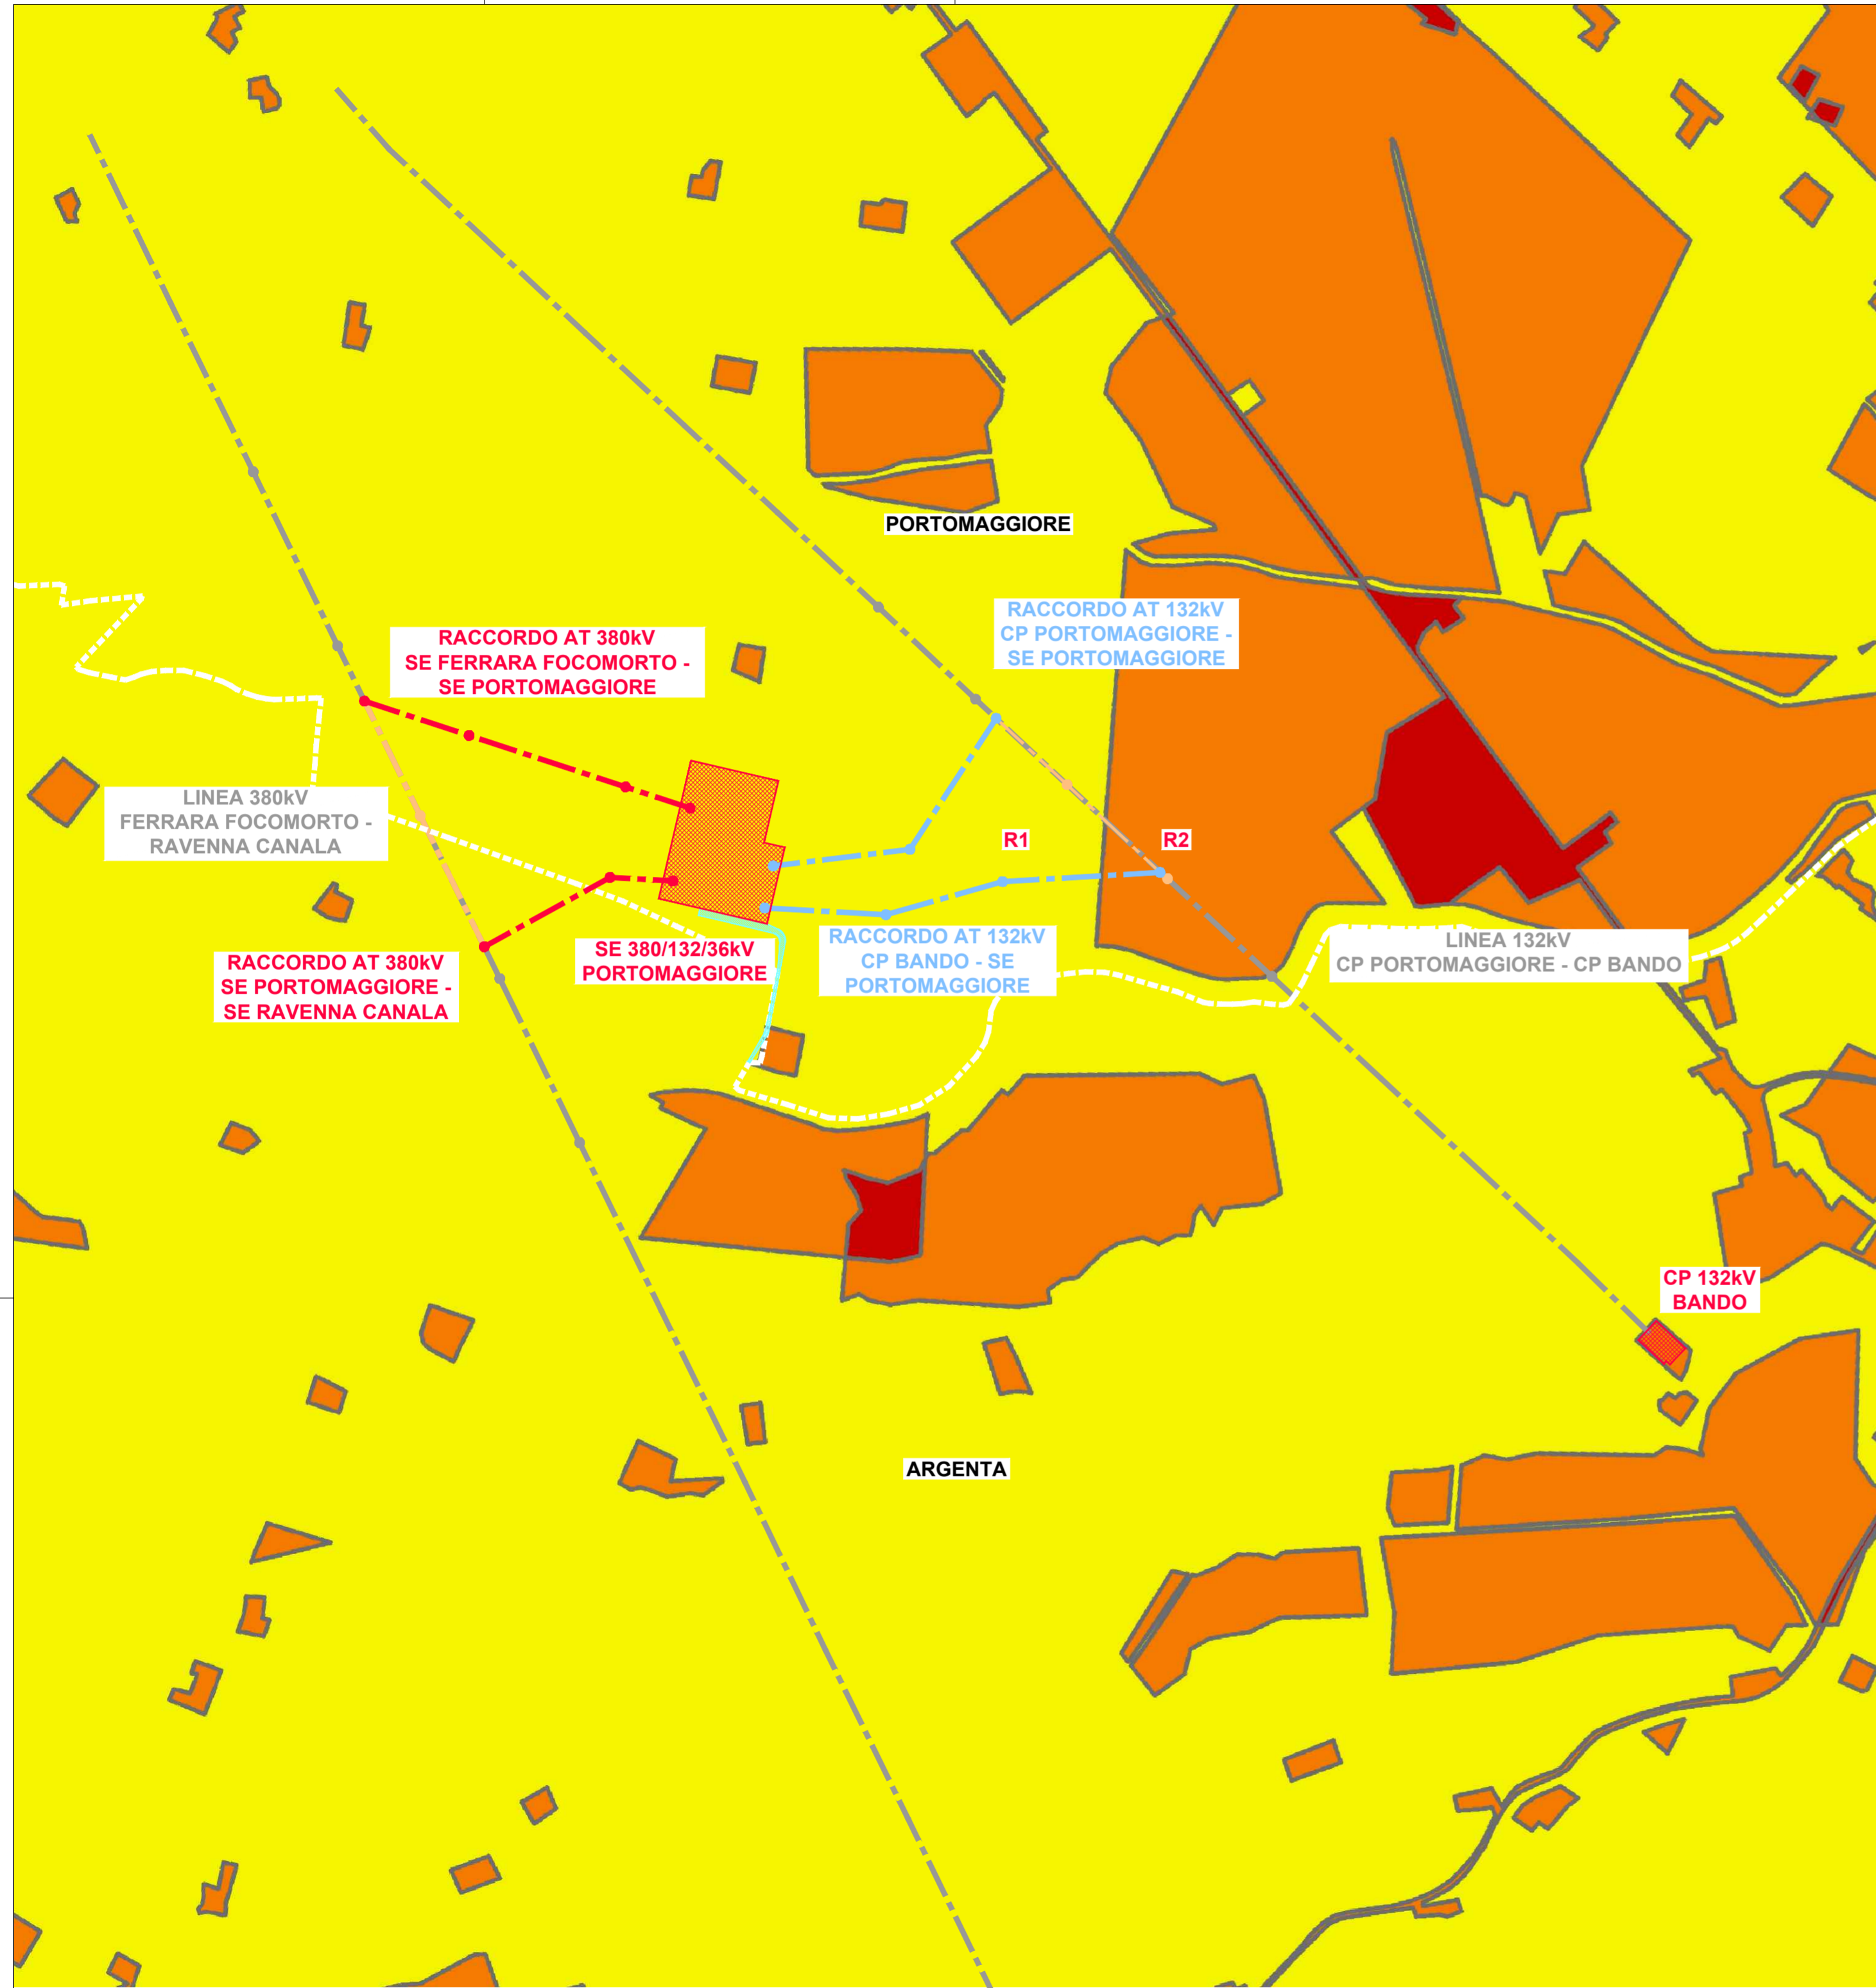 PORTOMAGGIORE
RACCORDO AT 132kV
CP PORTOMAGGIORE -
SE PORTOMAGGIORE
RACCORDO AT 380kV
SE FERRARA FOCOMORTO -
SE PORTOMAGGIORE
LINEA 380kV
FERRARA FOCOMORTO -
RAVENNA CANALA
R1
R2
RACCORDO AT 132kV
CP BANDO - SE
PORTOMAGGIORE
LINEA 132kV
CP PORTOMAGGIORE - CP BANDO
SE 380/132/36kV
PORTOMAGGIORE
RACCORDO AT 380kV
SE PORTOMAGGIORE -
SE RAVENNA CANALA
CP 132kV
BANDO
ARGENTA